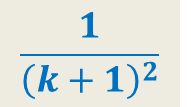 1
(k + 1)²